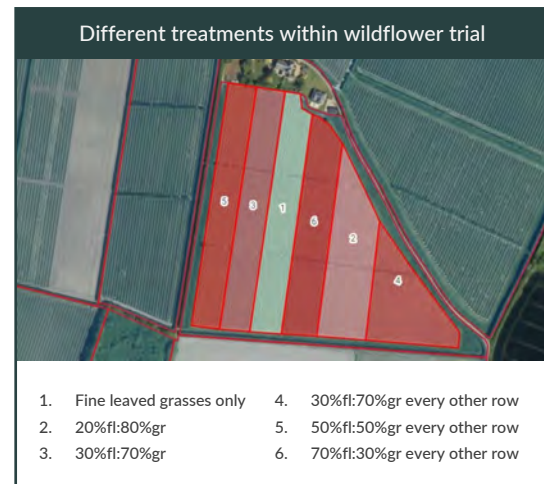 Different treatments within wildflower trial
5
3
1
6
2
4
1. Fine leaved grasses only
2. 20%fl:80%gr
3. 30%fl:70%gr
4. 30%fl:70%gr every other row
5. 50%fl:50%gr every other row
6. 70%fl:30%gr every other row